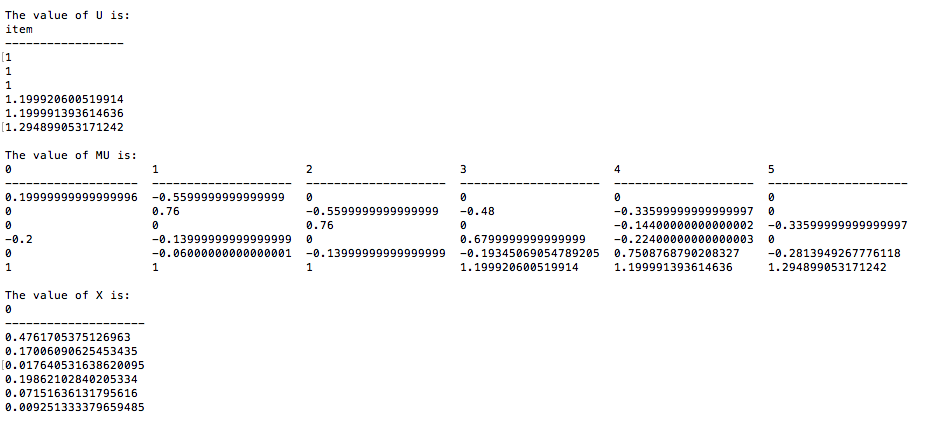 The value of U is:
item
-----------------
[1
1
1
1.199920600519914
1.199991393614636
[1.294899053171242
The value of MU is:
0 1 2 3 4 5
------------------- -------------------- -------------------- -------------------- -------------------- --------------------
0.19999999999999996 -0.5599999999999999 0 0 0 0
0 0.76 -0.5599999999999999 -0.48 -0.33599999999999997 0
0 0 0.76 0 -0.14400000000000002 -0.33599999999999997
-0.2 -0.13999999999999999 0 0.6799999999999999 -0.22400000000000003 0
0 -0.06000000000000001 -0.13999999999999999 -0.19345069054789205 0.7508768790208327 -0.2813949267776118
1 1 1 1.199920600519914 1.199991393614636 1.294899053171242
The value of X is:
0
--------------------
0.4761705375126963
0.17006090625453435
[0.017640531638620095
0.19862102840205334
0.07151636131795616
0.009251333379659485